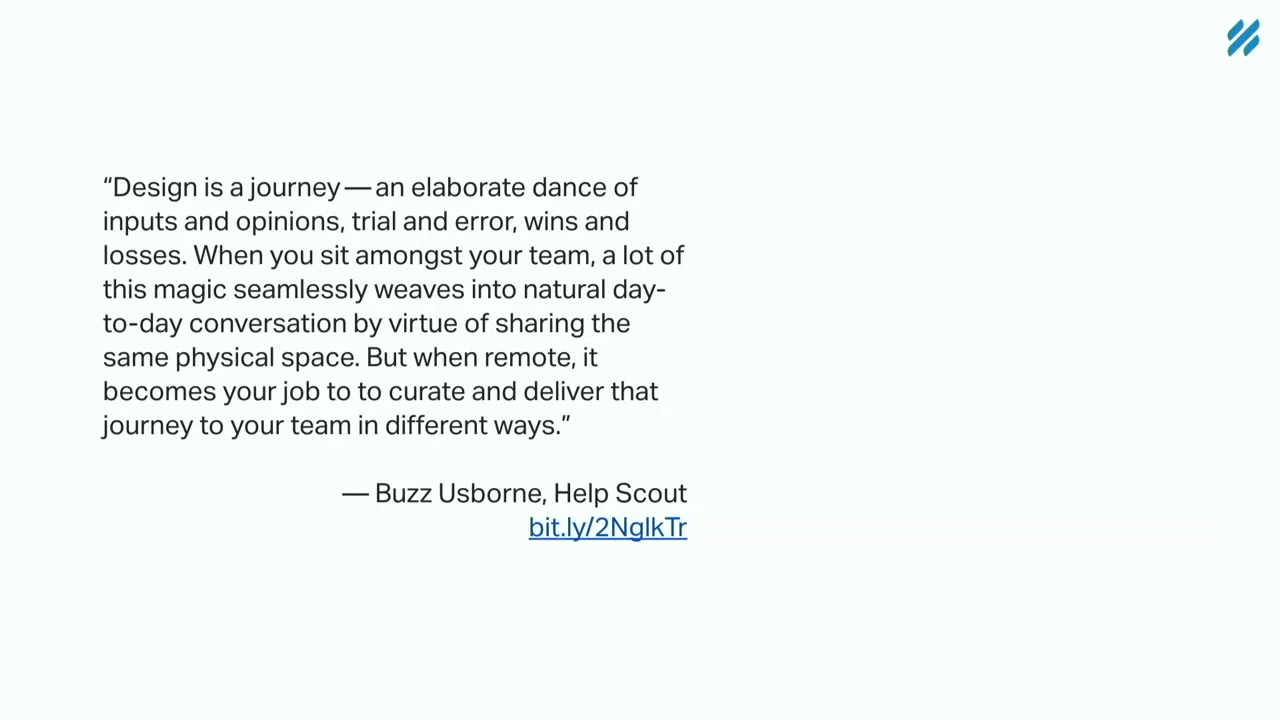 “Design is a journey — an elaborate dance of
inputs and opinions, trial and error, wins and
losses. When you sit amongst your team, a lot of
this magic seamlessly weaves into natural day-
to-day conversation by virtue of sharing the
same physical space. But when remote, it
becomes your job to to curate and deliver that
journey to your team in different ways.”
— Buzz Usborne, Help Scout
bit.ly/2NglkTr